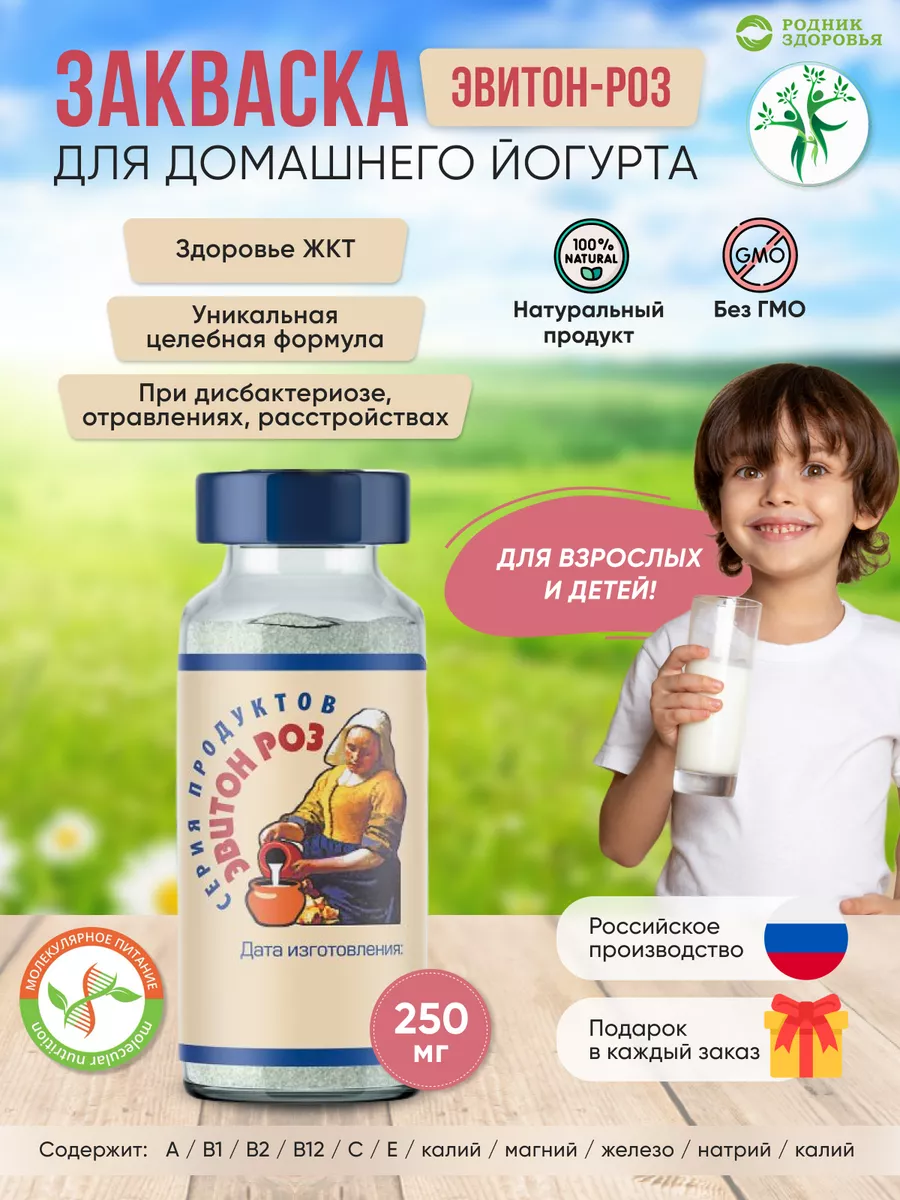 РОДНИК
ЗДОРОВЬЯ
ЗАКВАСКА
ЭВИТОН-РОЗ
ДЛЯ ДОМАШНЕГО ЙОГУРТА
Здоровье ЖКТ
Уникальная
целебная формула
При дисбактериозе,
отравлениях, расстройствах
100%
NATURAL
Натуральный
продукт
GMO
Без ГМО
ДЛЯ ВЗРОСЛЫХ
И ДЕТЕЙ!
СЕРИЯ ПРОДУКТОВ
ЭВИТОН РОЗ
Дата изготовления:
МОЛЕКУЛЯРНОЕ ПИТАНИЕ
molecular nutrition
250
МГ
Российское
производство
Подарок
в каждый заказ
Содержит: A / B1 / B2 / B12 / C / E / калий / магний / железо / натрий / калий